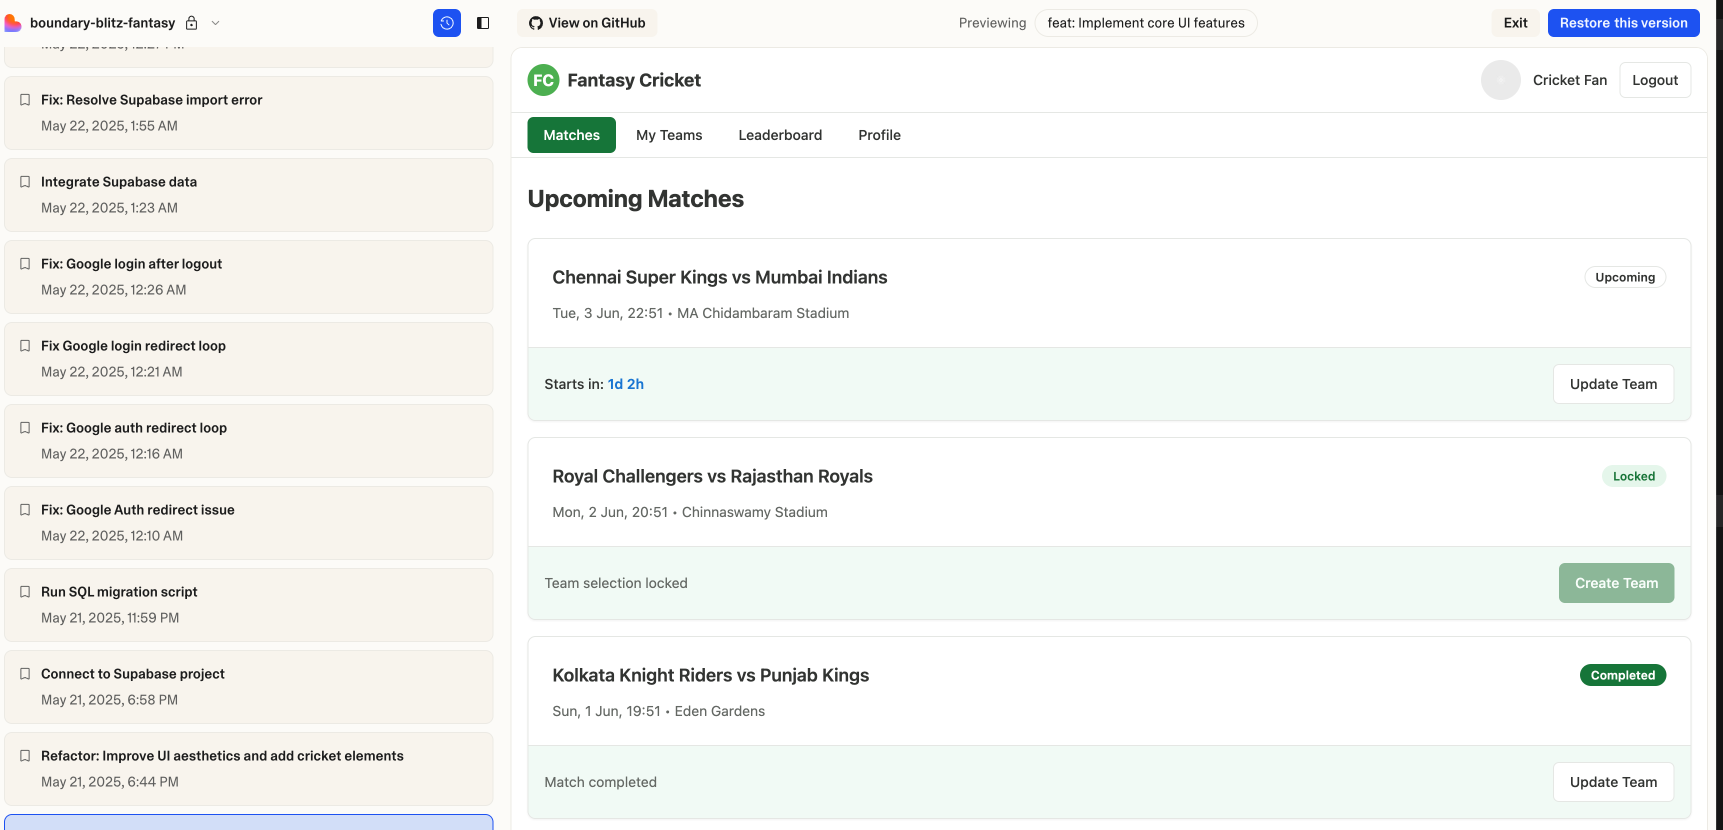 boundary-blitz-fantasy
View on GitHub
Previewing feat: Implement core UI features
Exit
Restore this version
Fix: Resolve Supabase import error
May 22, 2025, 1:55 AM
Integrate Supabase data
May 22, 2025, 1:23 AM
Fix: Google login after logout
May 22, 2025, 12:26 AM
Fix Google login redirect loop
May 22, 2025, 12:21 AM
Fix: Google auth redirect loop
May 22, 2025, 12:16 AM
Fix: Google Auth redirect issue
May 22, 2025, 12:10 AM
Run SQL migration script
May 21, 2025, 11:59 PM
Connect to Supabase project
May 21, 2025, 6:58 PM
Refactor: Improve UI aesthetics and add cricket elements
May 21, 2025, 6:44 PM
FC Fantasy Cricket
Cricket Fan
Logout
Matches My Teams Leaderboard Profile
Upcoming Matches
Chennai Super Kings vs Mumbai Indians
Upcoming
Tue, 3 Jun, 22:51 • MA Chidambaram Stadium
Starts in: 1d 2h
Update Team
Royal Challengers vs Rajasthan Royals
Locked
Mon, 2 Jun, 20:51 • Chinnaswamy Stadium
Team selection locked
Create Team
Kolkata Knight Riders vs Punjab Kings
Completed
Sun, 1 Jun, 19:51 • Eden Gardens
Match completed
Update Team